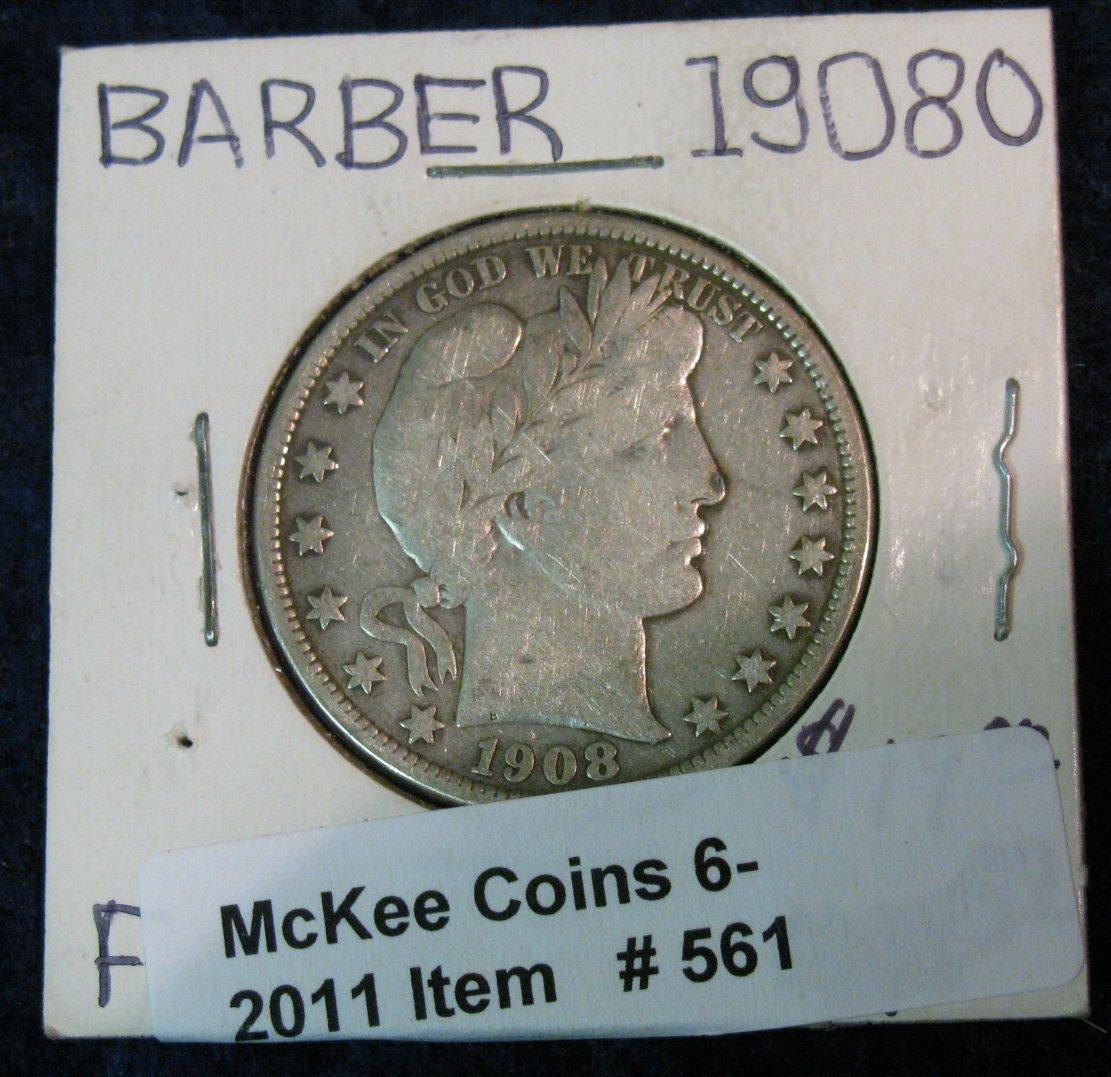 BARBER 1908O
IN GOD WE TRUST
1908
F
McKee Coins 6-
2011 Item # 561